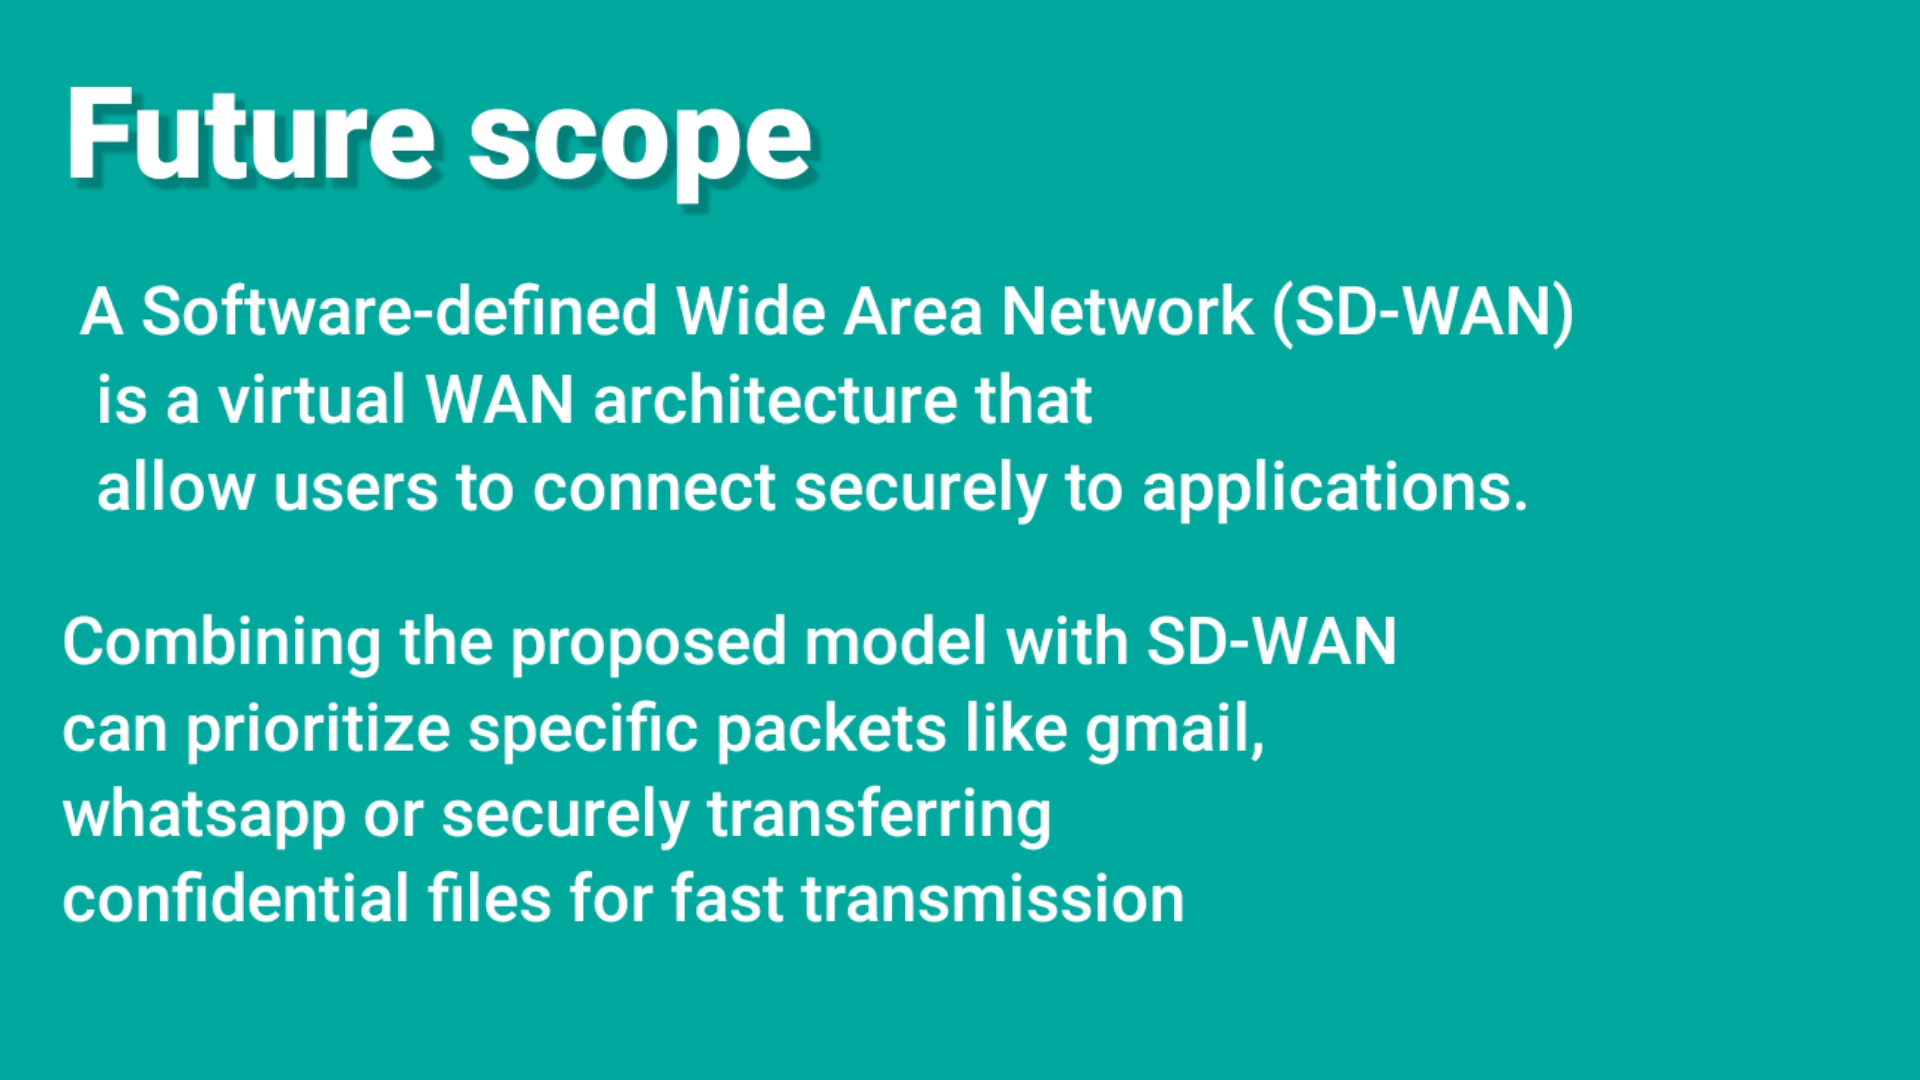 Future scope
A Software-defined Wide Area Network (SD-WAN)
is a virtual WAN architecture that
allow users to connect securely to applications.
Combining the proposed model with SD-WAN
can prioritize specific packets like gmail,
whatsapp or securely transferring
confidential files for fast transmission